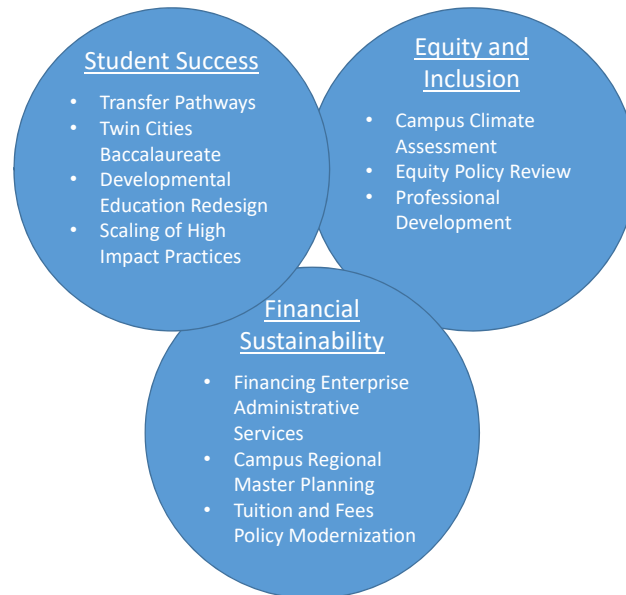 Student Success
• Transfer Pathways
• Twin Cities
Baccalaureate
• Developmental
Education Redesign
• Scaling of High
Impact Practices
Equity and
Inclusion
• Campus Climate
Assessment
• Equity Policy Review
• Professional
Development
Financial
Sustainability
• Financing Enterprise
Administrative
Services
• Campus Regional
Master Planning
• Tuition and Fees
Policy Modernization